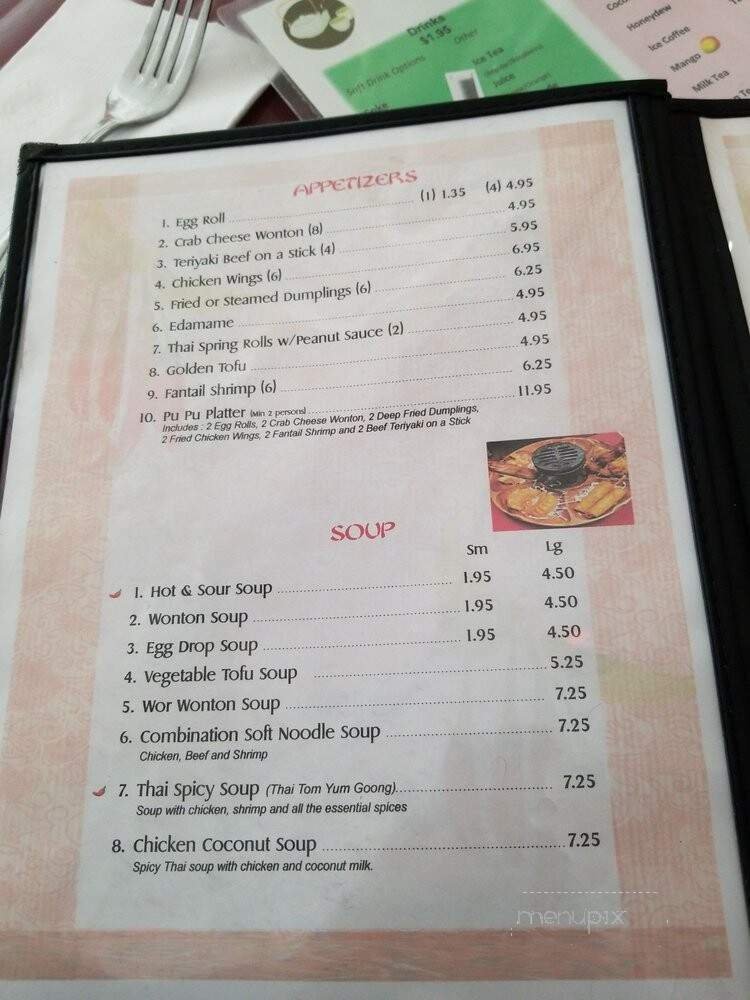 Drinks
$1.95
Soft Drink Options
Other
Coke
Ice Tea
Juice
Honeydew
Ice Coffee
Mango
Milk Tea
APPETIZERS
1. Egg Roll (1) 1.35 (4) 4.95
2. Crab Cheese Wonton (8) 4.95
3. Teriyaki Beef on a Stick (4) 5.95
4. Chicken Wings (6) 6.95
5. Fried or Steamed Dumplings (6) 6.25
6. Edamame 4.95
7. Thai Spring Rolls w/Peanut Sauce (2) 4.95
8. Golden Tofu 4.95
9. Fantail Shrimp (6) 6.25
10. Pu Pu Platter (Min 2 persons) 11.95
Includes : 2 Egg Rolls, 2 Crab Cheese Wonton, 2 Deep Fried Dumplings,
2 Fried Chicken Wings, 2 Fantail Shrimp and 2 Beef Teriyaki on a Stick
SOUP
Sm Lg
1. Hot & Sour Soup 1.95 4.50
2. Wonton Soup 1.95 4.50
3. Egg Drop Soup 1.95 4.50
4. Vegetable Tofu Soup 5.25
5. Wor Wonton Soup 7.25
6. Combination Soft Noodle Soup 7.25
Chicken, Beef and Shrimp
7. Thai Spicy Soup (Thai Tom Yum Goong) 7.25
Soup with chicken, shrimp and all the essential spices
8. Chicken Coconut Soup 7.25
Spicy Thai soup with chicken and coconut milk.
menupix